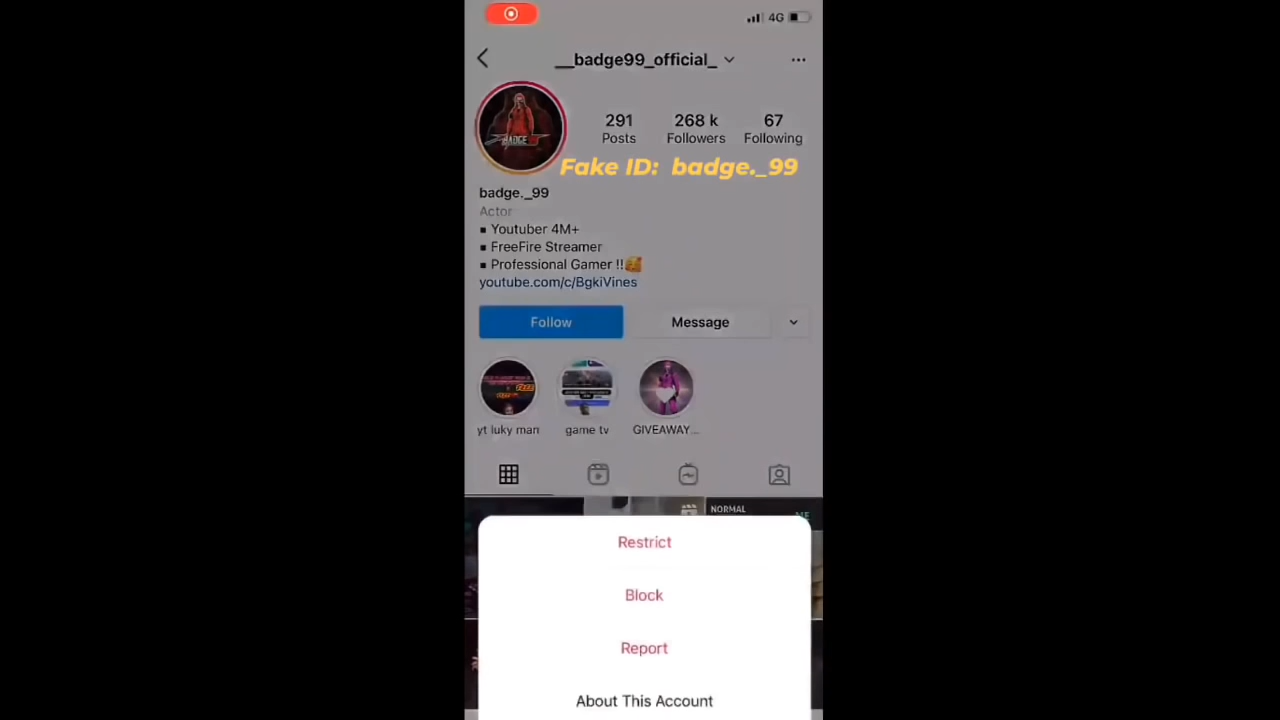 4G
__badge99_official_
291
268 k
67
Posts
Followers
Following
BADGE
Fake ID: badge._99
badge._99
Actor
▪ Youtuber 4M+
▪ FreeFire Streamer
▪ Professional Gamer !!🥰
youtube.com/c/BgkiVines
Follow
Message
yt luky man
game tv
GIVEAWAY...
NORMAL
Restrict
Block
Report
About This Account